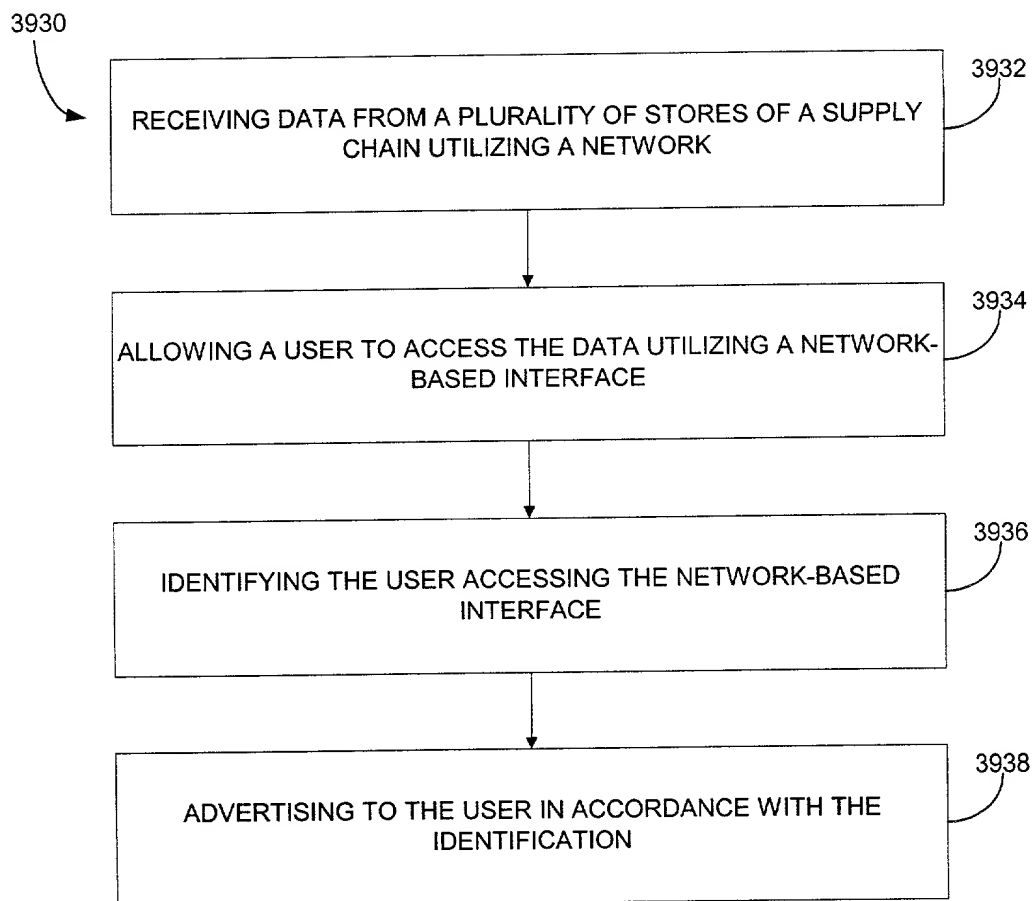 3930
3932
RECEIVING DATA FROM A PLURALITY OF STORES OF A SUPPLY
CHAIN UTILIZING A NETWORK
3934
ALLOWING A USER TO ACCESS THE DATA UTILIZING A NETWORK-
BASED INTERFACE
3936
IDENTIFYING THE USER ACCESSING THE NETWORK-BASED
INTERFACE
3938
ADVERTISING TO THE USER IN ACCORDANCE WITH THE
IDENTIFICATION